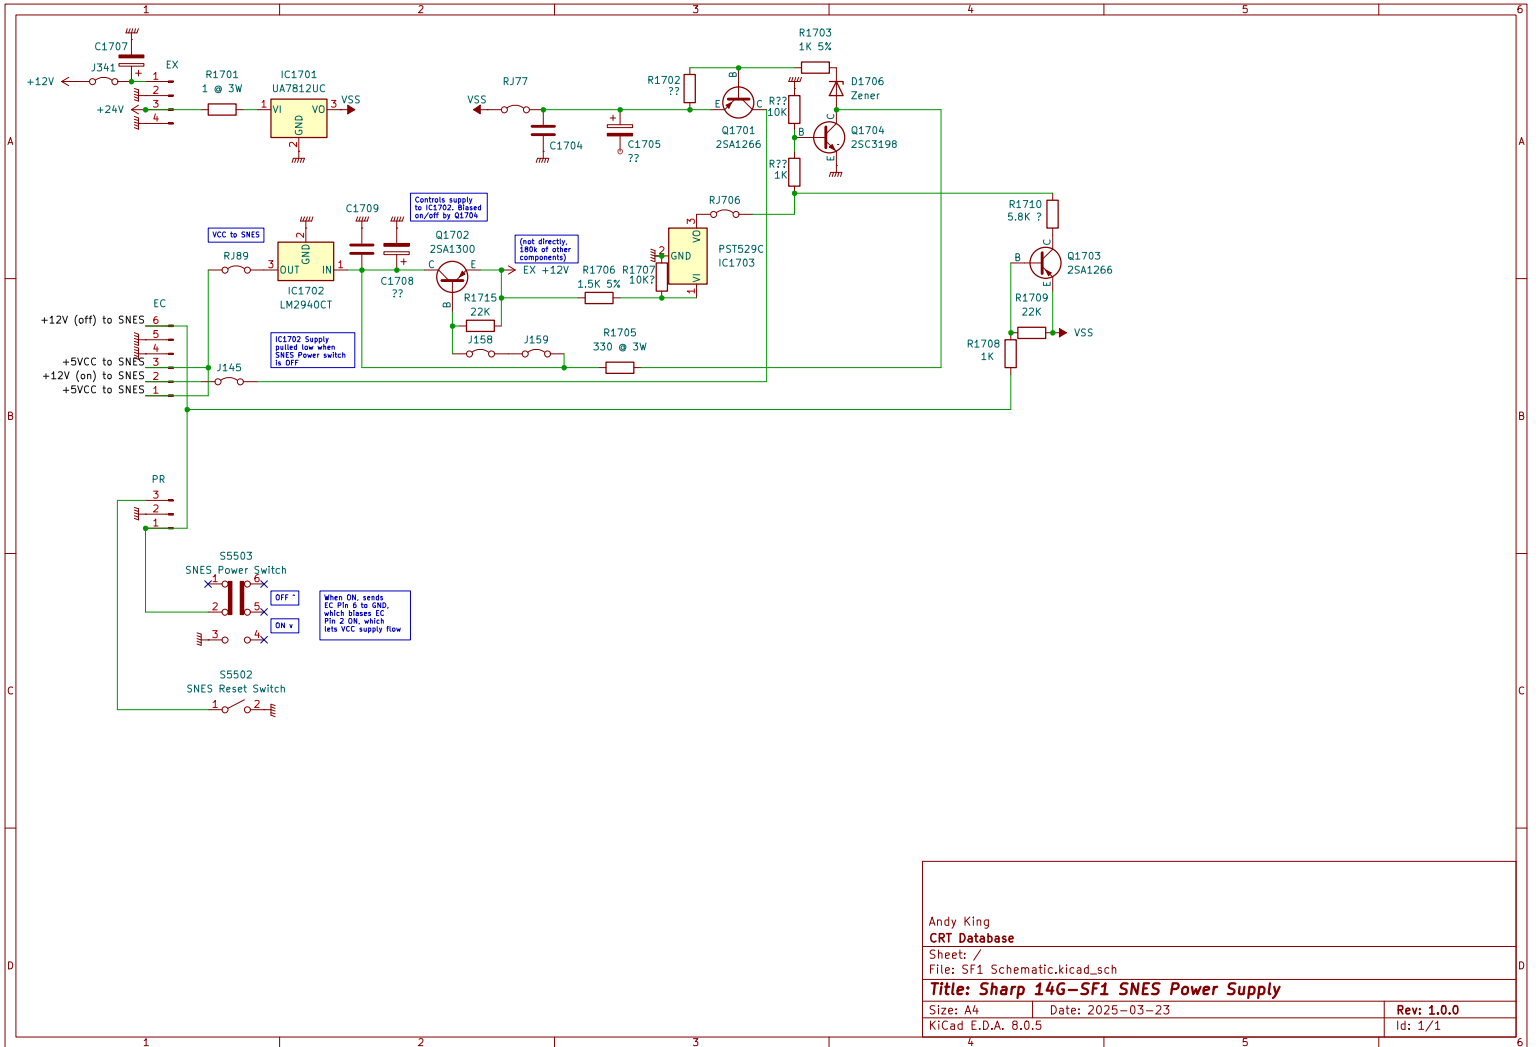 1 2 3 4 5 6
C1707
J341
+12V
+
EX
1
2
+24V
3
4
R1701
1 @ 3W
IC1701
UA7812UC
1 VI VO 3
GND
2
VSS
RJ77
VSS
C1704
+
C1705
??
R1702
??
B
E C
Q1701
2SA1266
R1703
1K 5%
D1706
Zener
R??
10K
B
C
E
Q1704
2SC3198
R??
1K
A A
VCC to SNES
RJ89
3 OUT IN 1
GND
2
IC1702
LM2940CT
C1709
+
C1708
??
Controls supply
to IC1702. Biased
on/off by Q1704
Q1702
2SA1300
C E
B
(not directly,
180k of other
components)
EX +12V
R1715
22K
R1706
1.5K 5%
R1707
10K?
RJ706
3
VO
2
GND
VI
1
PST529C
IC1703
R1710
5.8K ?
C
B
E
Q1703
2SA1266
R1709
22K
VSS
R1708
1K
EC
+12V (off) to SNES 6
5
4
+5VCC to SNES 3
+12V (on) to SNES 2
+5VCC to SNES 1
J145
IC1702 Supply
pulled low when
SNES Power switch
is OFF
J158
J159
R1705
330 @ 3W
B B
PR
3
2
1
S5503
SNES Power Switch
1 6
2 5
3 4
OFF ^
ON v
When ON, sends
EC Pin 6 to GND,
which biases EC
Pin 2 ON, which
lets VCC supply flow
S5502
SNES Reset Switch
1 2
C C
D D
Andy King
CRT Database
Sheet: /
File: SF1 Schematic.kicad_sch
Title: Sharp 14G-SF1 SNES Power Supply
Size: A4 Date: 2025-03-23 Rev: 1.0.0
KiCad E.D.A. 8.0.5 Id: 1/1
1 2 3 4 5 6